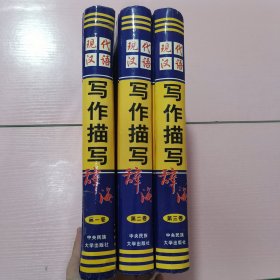 现代
汉语
写作描写
辞海
第一卷
中央民族
大学出版社
现代
汉语
写作描写
辞海
第二卷
中央民族
大学出版社
现代
汉语
写作描写
辞海
第三卷
中央民族
大学出版社